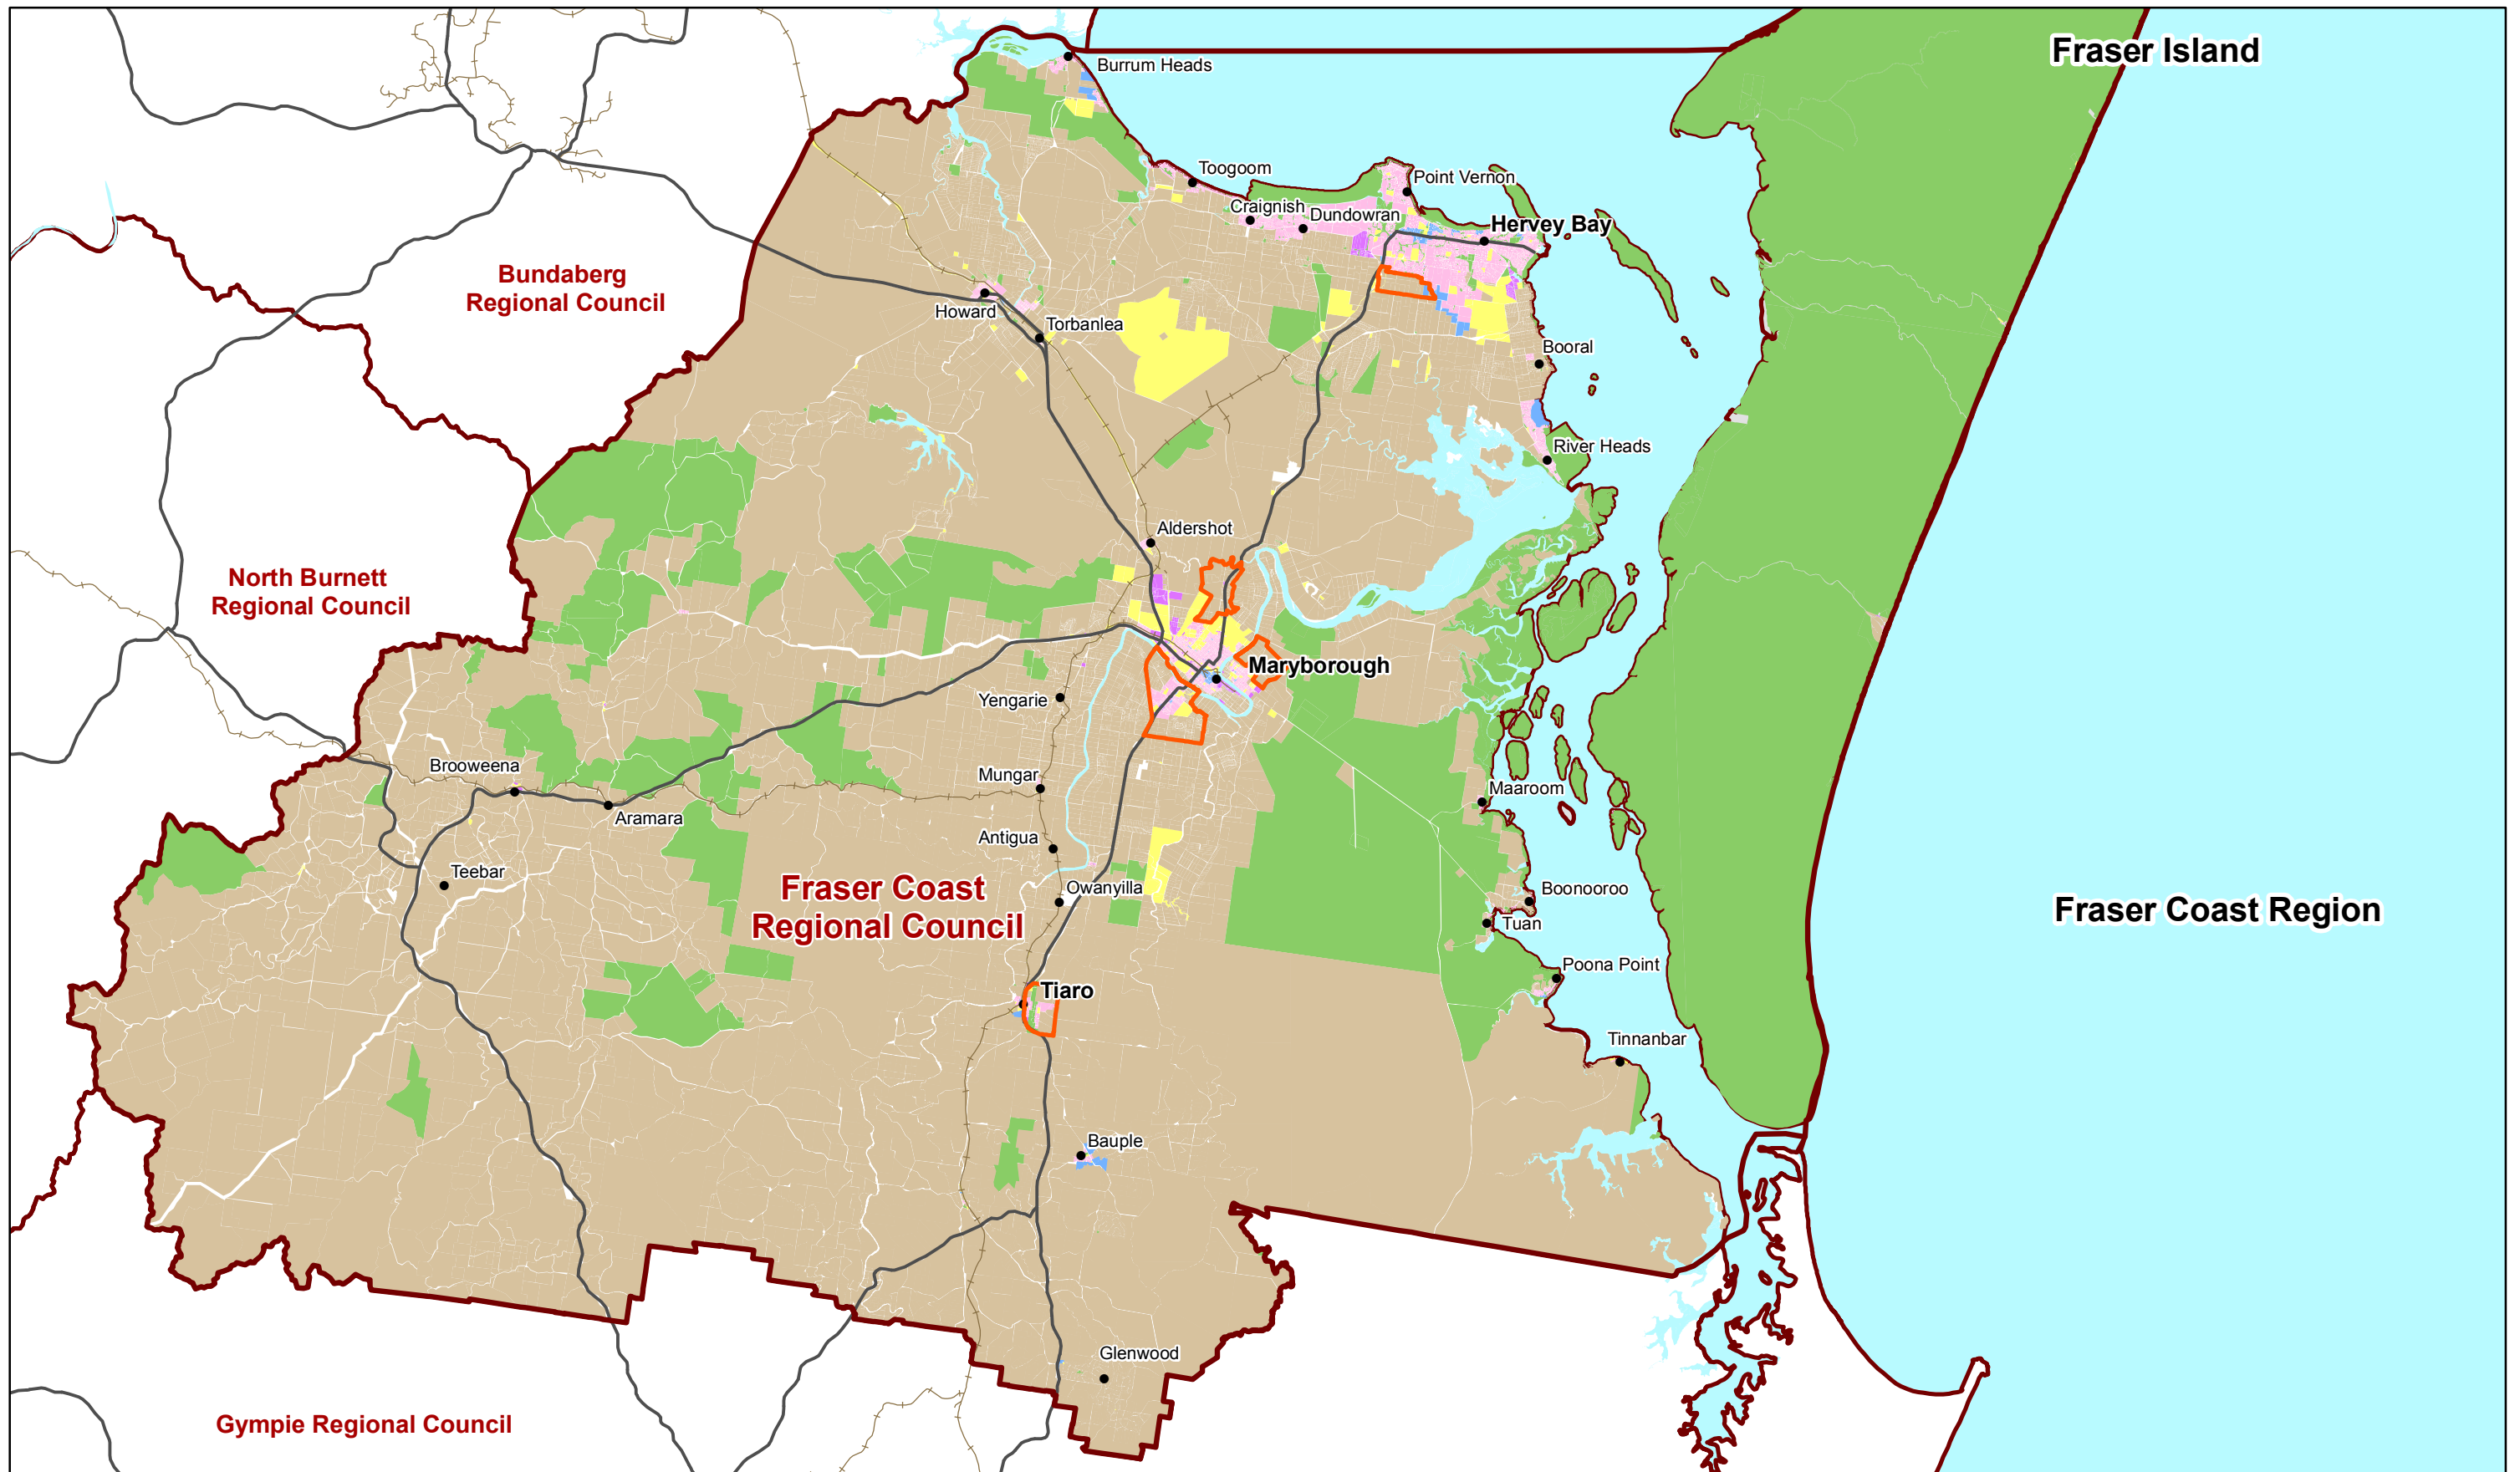 Fraser Island
Burrum Heads
Toogoom
Point Vernon
Craignish
Dundowran
Hervey Bay
Bundaberg
Regional Council
Howard
Torbanlea
Booral
River Heads
Aldershot
North Burnett
Regional Council
Maryborough
Yengarie
Brooweena
Mungar
Maaroom
Aramara
Antigua
Teebar
Owanyilla
Boonooroo
Fraser Coast
Regional Council
Fraser Coast Region
Tuan
Poona Point
Tiaro
Tinnanbar
Bauple
Glenwood
Gympie Regional Council